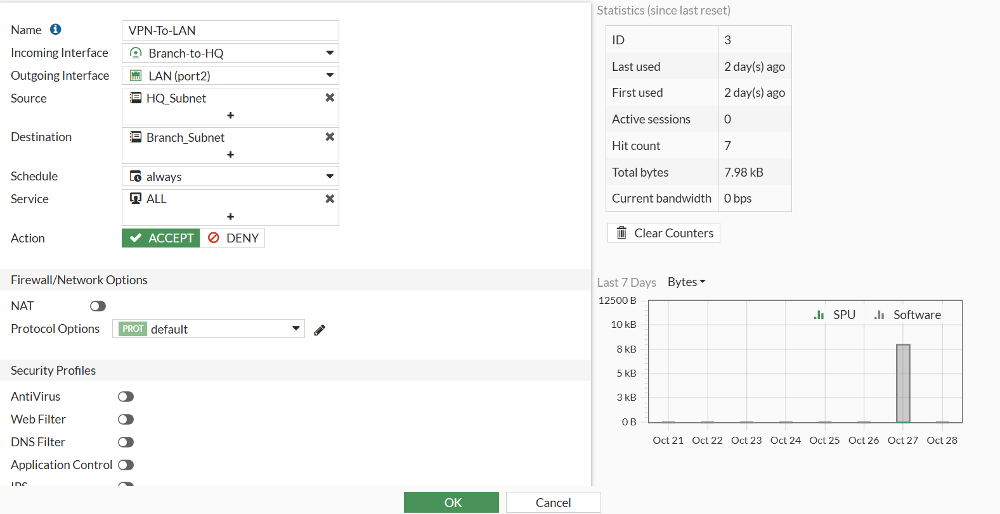 Name
VPN-To-LAN
Incoming Interface
Branch-to-HQ
Outgoing Interface
LAN (port2)
Source
HQ_Subnet
Destination
Branch_Subnet
Schedule
always
Service
ALL
Action
ACCEPT
DENY
Firewall/Network Options
NAT
Protocol Options
PROT default
Security Profiles
AntiVirus
Web Filter
DNS Filter
Application Control
IPS
OK
Cancel
Statistics (since last reset)
ID 3
Last used 2 day(s) ago
First used 2 day(s) ago
Active sessions 0
Hit count 7
Total bytes 7.98 kB
Current bandwidth 0 bps
Clear Counters
Last 7 Days Bytes
SPU Software
12500 B
10 kB
8 kB
5 kB
3 kB
0 B
Oct 21 Oct 22 Oct 23 Oct 24 Oct 25 Oct 26 Oct 27 Oct 28